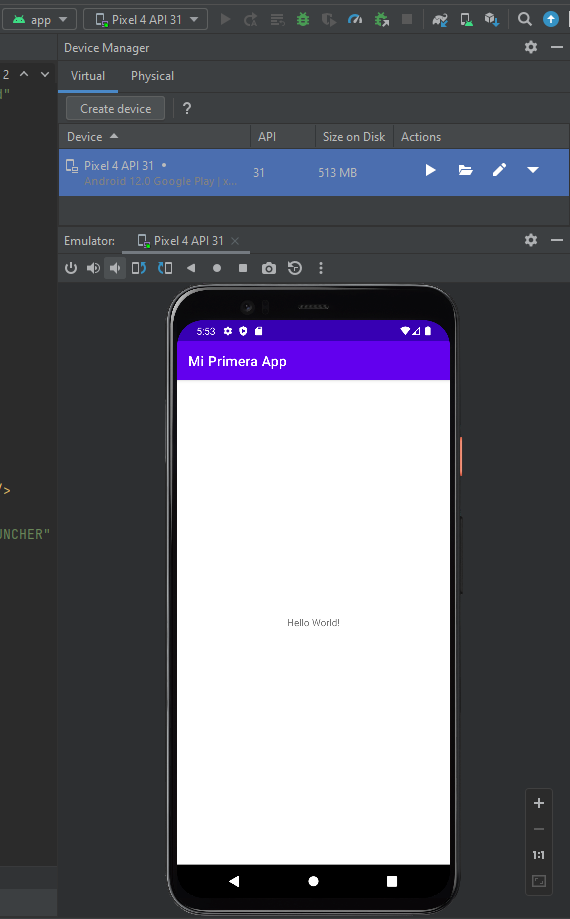 app
Pixel 4 API 31
Device Manager
2
Virtual
Physical
"
Create device
?
Device
API
Size on Disk
Actions
Pixel 4 API 31
Android 12.0 Google Play | x...
31
513 MB
Emulator:
Pixel 4 API 31
5:53
Mi Primera App
/>
UNCHER"
Hello World!
1:1